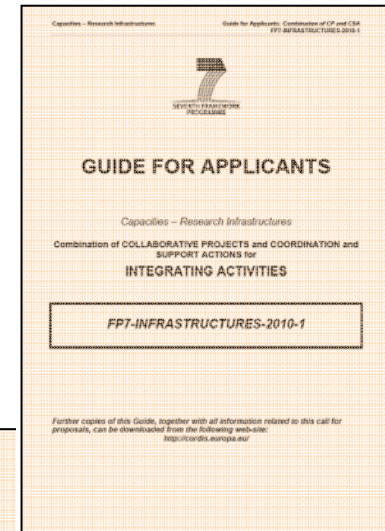 Capacities – Research Infrastructures
Guide for Applicants: Combination of CP and CSA
FP7-INFRASTRUCTURES-2010-1
SEVENTH FRAMEWORK
PROGRAMME
GUIDE FOR APPLICANTS
Capacities – Research Infrastructures
Combination of COLLABORATIVE PROJECTS and COORDINATION and
SUPPORT ACTIONS for
INTEGRATING ACTIVITIES
FP7-INFRASTRUCTURES-2010-1
Further copies of this Guide, together with all information related to this call for
proposals, can be downloaded from the following web-site:
http://cordis.europa.eu/